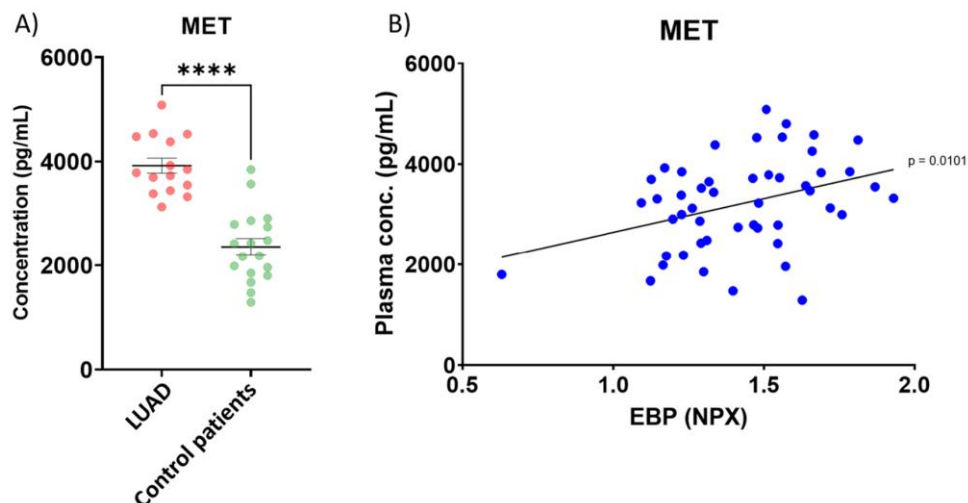 A)
MET
Concentration (pg/mL)
6000
4000
2000
0
****
LUAD
Control patients
B)
MET
Plasma conc. (pg/mL)
6000
4000
2000
0
p = 0.0101
0.5
1.0
1.5
2.0
EBP (NPX)